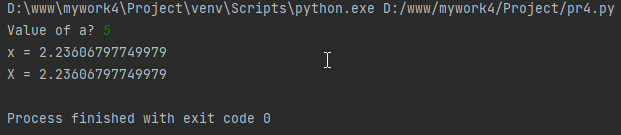 D:\www\mywork4\Project\venv\Scripts\python.exe D:/www/mywork4/Project/pr4.py
Value of a? 5
x = 2.23606797749979
X = 2.23606797749979
Process finished with exit code 0